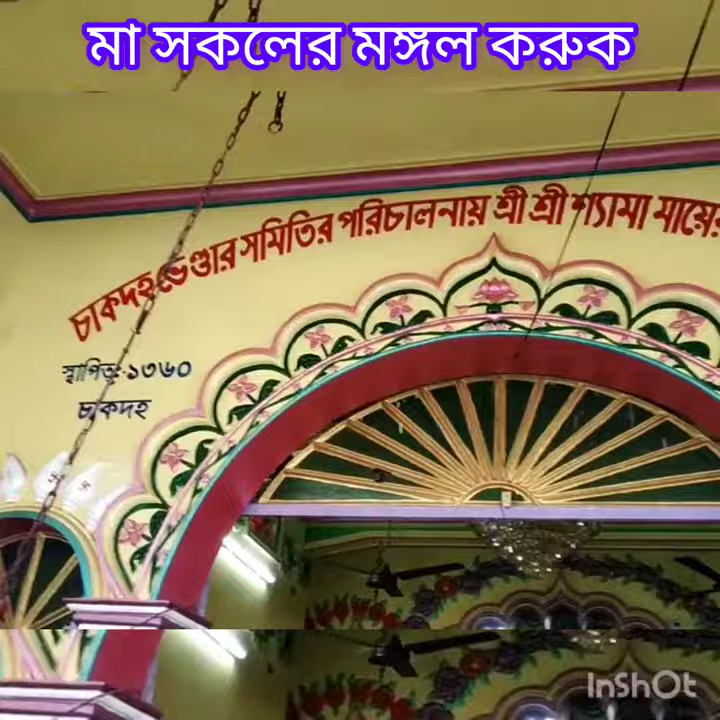 মা সকলের মঙ্গল করুক
চাকদহ ভেণ্ডার সমিতির পরিচালনায় শ্রী শ্রী শ্যামা মায়ের
স্থাপিতঃ-১৩৬০
চাকদহ
InShOt